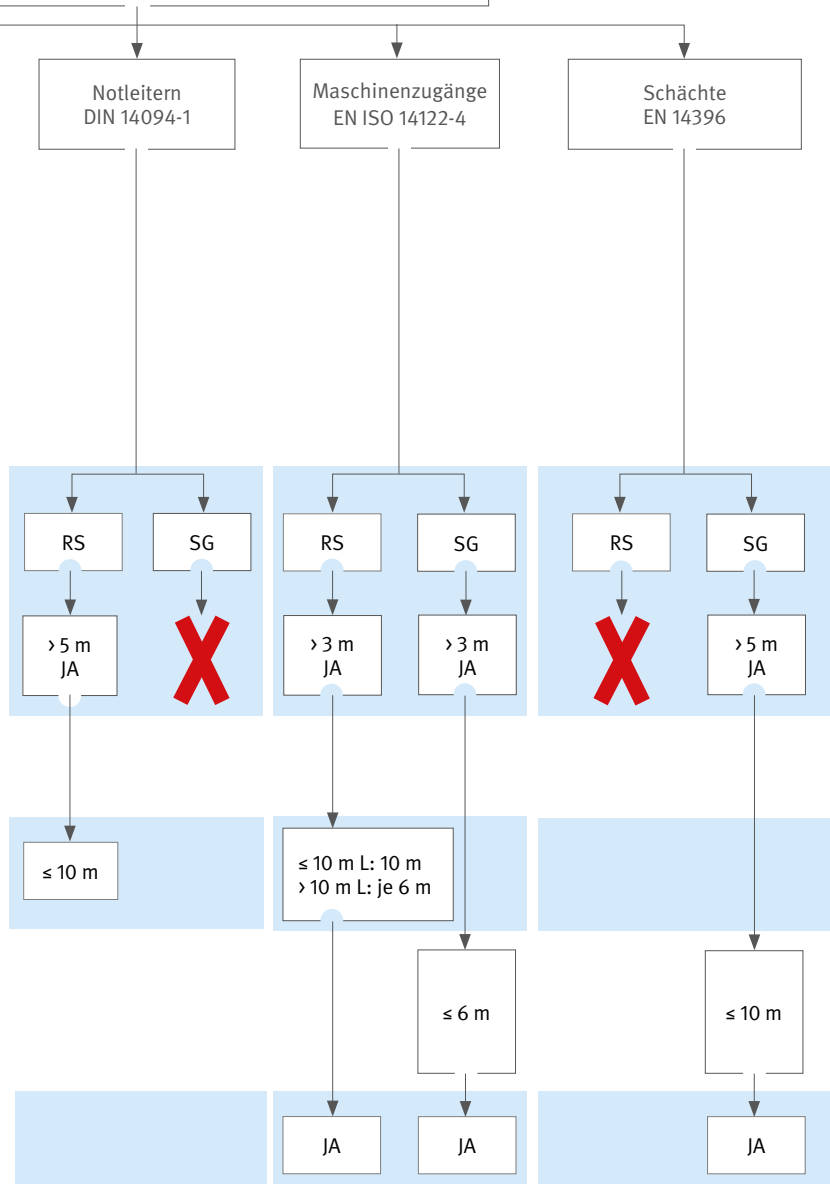 Notleitern
DIN 14094-1
Maschinenzugänge
EN ISO 14122-4
Schächte
EN 14396
RS
SG
RS
SG
RS
SG
> 5 m
JA
> 3 m
JA
> 3 m
JA
> 5 m
JA
≤ 10 m
≤ 10 m L: 10 m
> 10 m L: je 6 m
≤ 6 m
≤ 10 m
JA
JA
JA